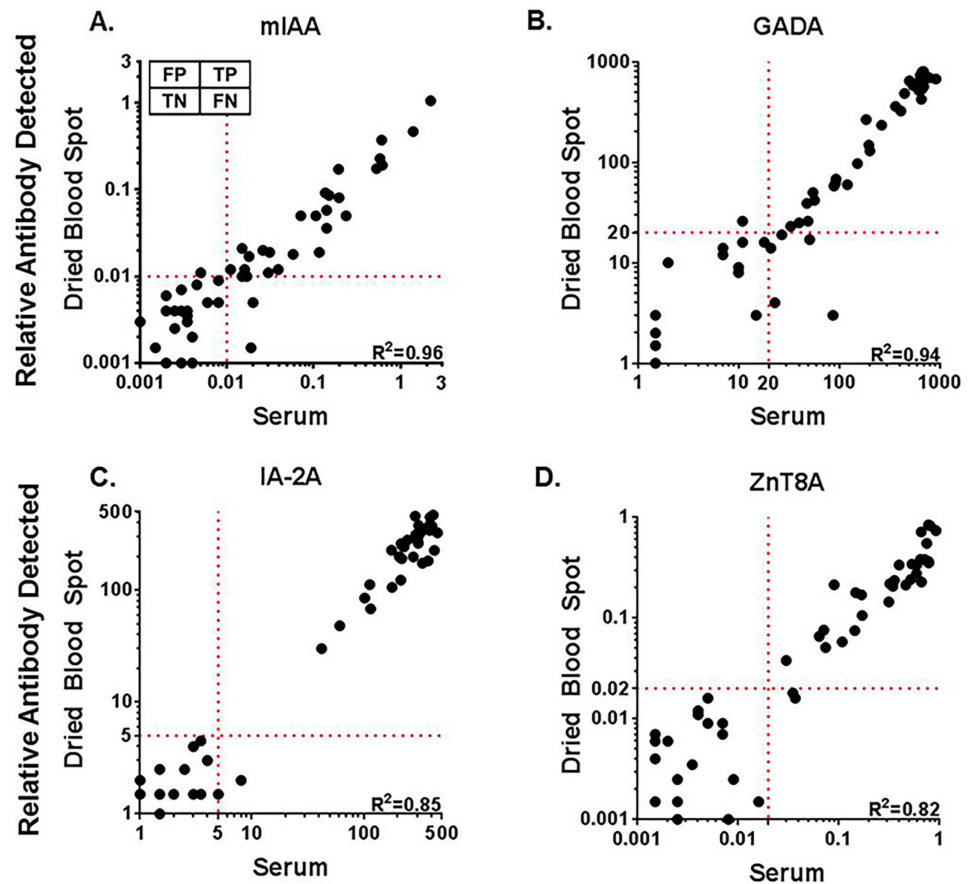 A.
mIAA
Relative Antibody Detected
Dried Blood Spot
3
1
0.1
0.01
0.001
FP TP
TN FN
R²=0.96
0.001 0.01 0.1 1 3
Serum
B.
GADA
Dried Blood Spot
1000
100
20
10
1
R²=0.94
1 10 20 100 1000
Serum
C.
IA-2A
Relative Antibody Detected
Dried Blood Spot
500
100
10
5
1
R²=0.85
1 5 10 100 500
Serum
D.
ZnT8A
Dried Blood Spot
1
0.1
0.02
0.01
0.001
R²=0.82
0.001 0.01 0.1 1
Serum